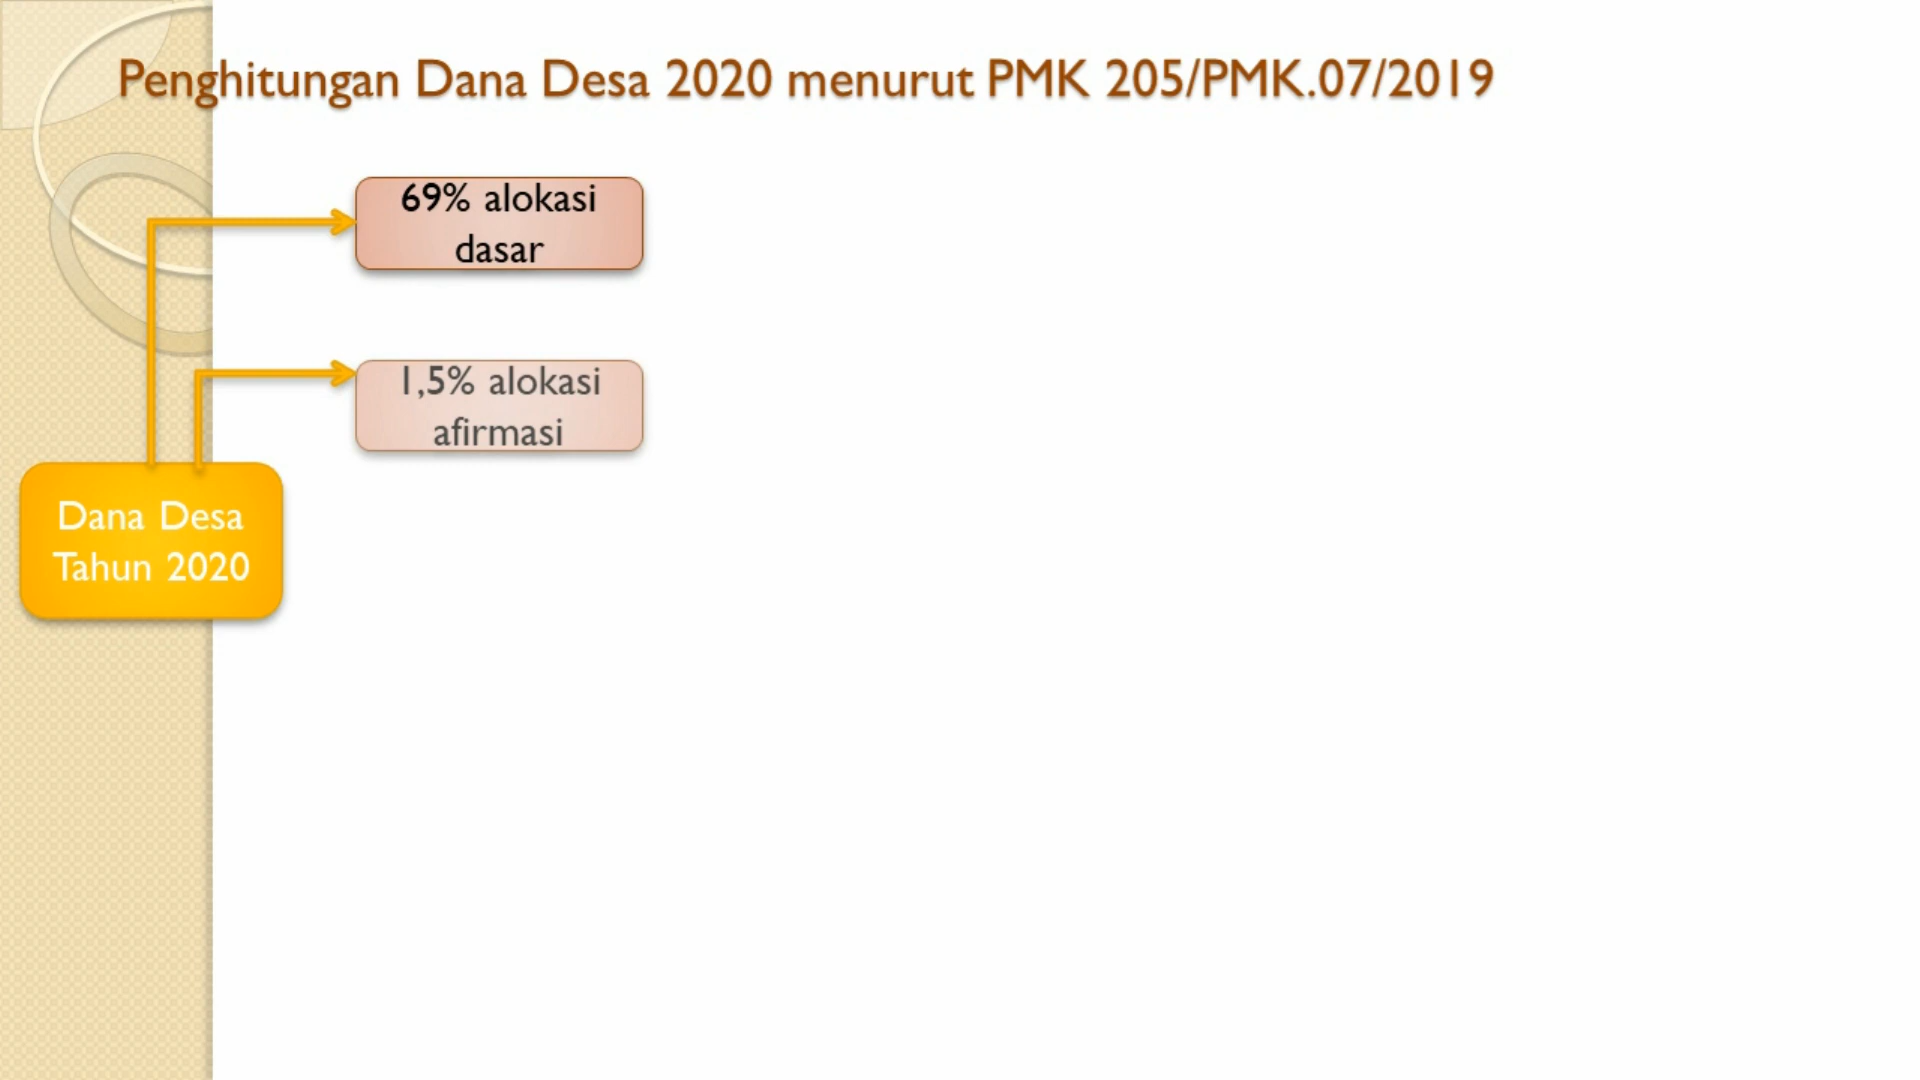 Penghitungan Dana Desa 2020 menurut PMK 205/PMK.07/2019
69% alokasi
dasar
1,5% alokasi
afirmasi
Dana Desa
Tahun 2020